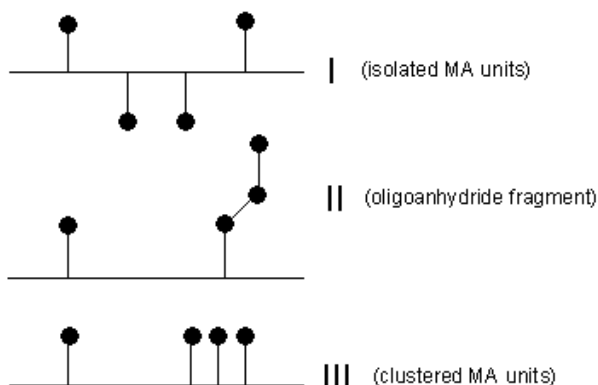 I (isolated MA units)
II (oligoanhydride fragment)
III (clustered MA units)